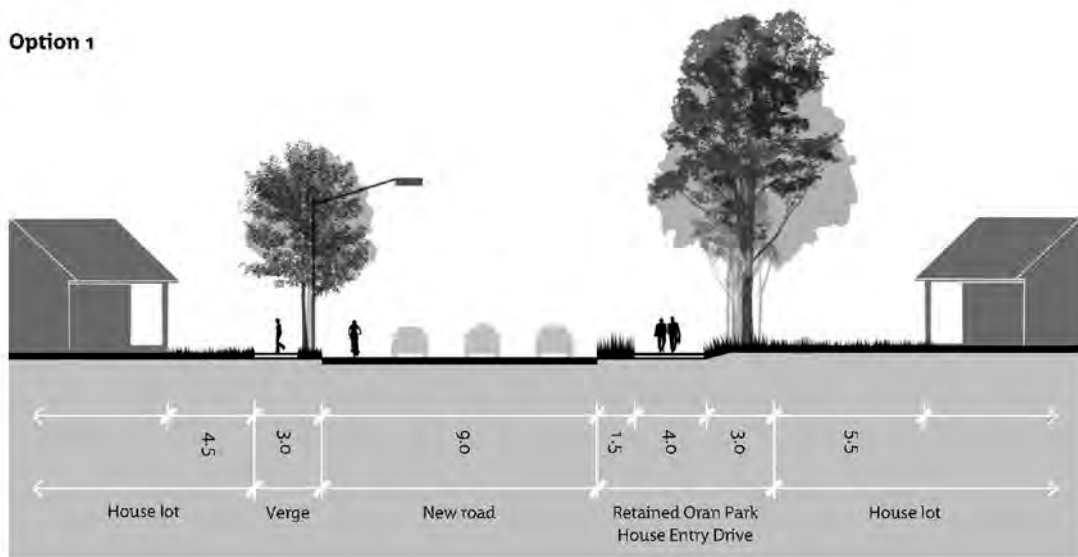 Option 1
4.5
3.0
9.0
1.5
4.0
3.0
5.5
House lot
Verge
New road
Retained Oran Park
House Entry Drive
House lot